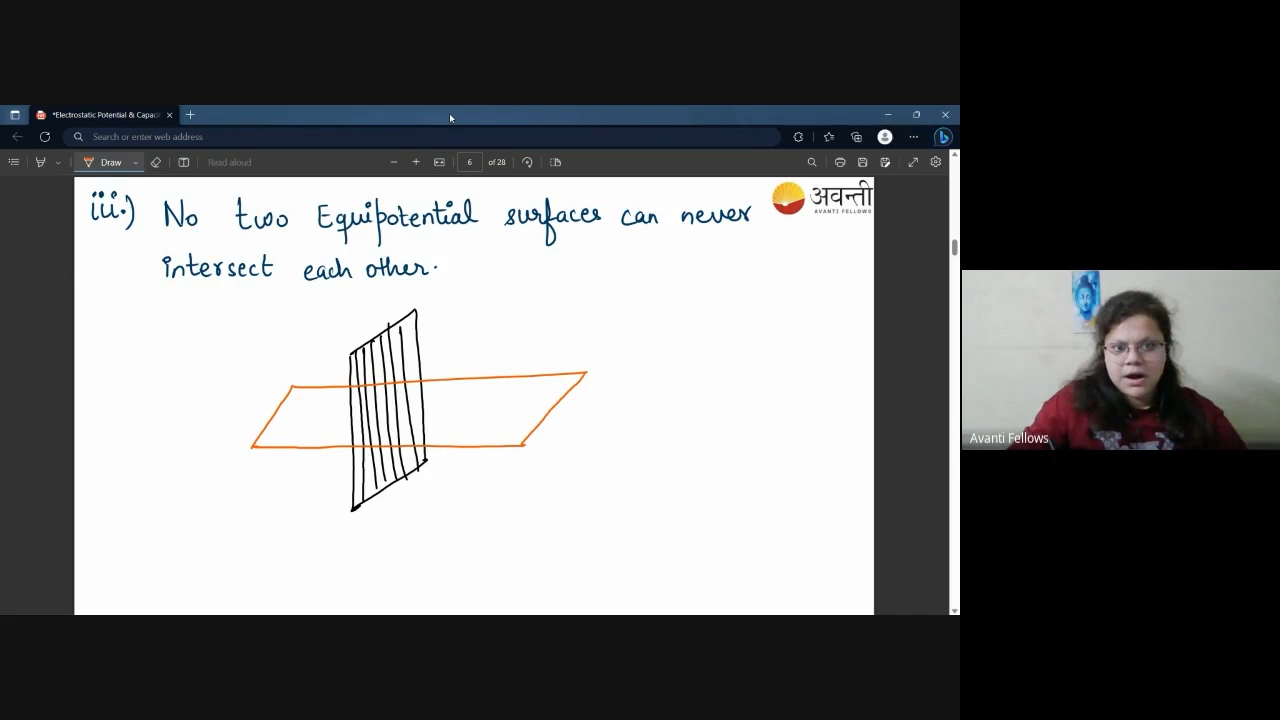 *Electrostatic Potential & Capaci
Search or enter web address
Draw
Read aloud
6 of 28
iii.) No two Equipotential surfaces can never
intersect each other.
अवन्ती
AVANTI FELLOWS
Avanti Fellows